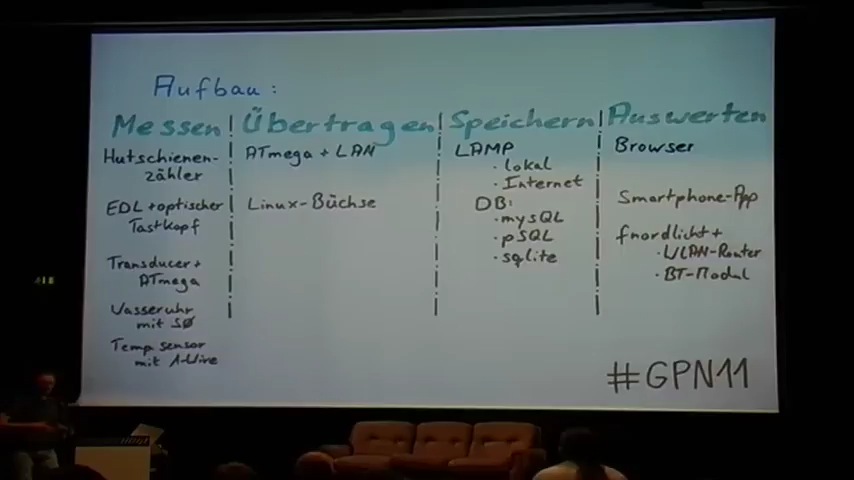 Aufbau:
Messen
Hutschienen-
zähler
EDL + optischer
Tastkopf
Transducer +
ATmega
Wasseruhr
mit SØ
Temp sensor
mit 1-Wire
Übertragen
ATmega + LAN
Linux-Büchse
Speichern
LAMP
· lokal
· Internet
DB:
· mySQL
· pSQL
· sqlite
Auswerten
Browser
Smartphone-App
fnordlicht +
· WLAN-Router
· BT-Modul
#GPN11